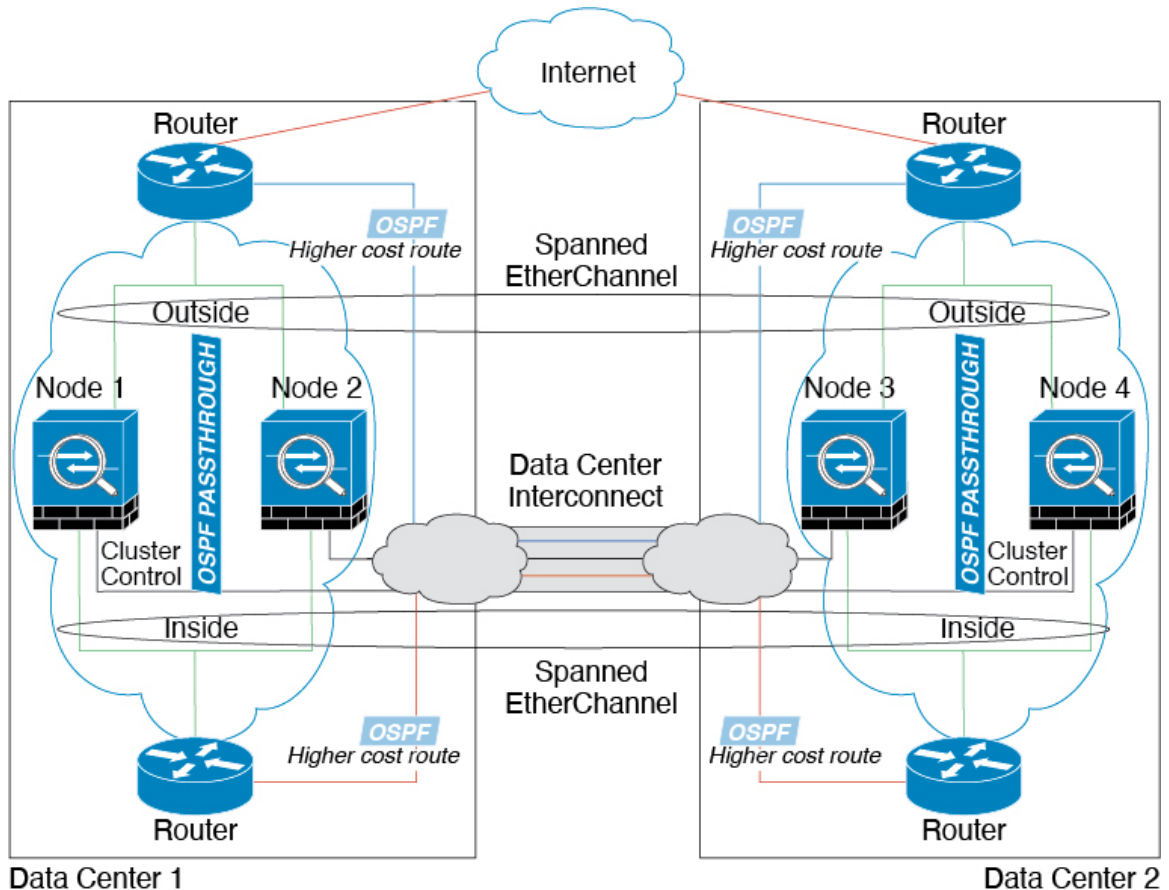 Internet
Router
Router
OSPF
Higher cost route
Spanned
EtherChannel
OSPF
Higher cost route
Outside
Outside
OSPF PASSTHROUGH
OSPF PASSTHROUGH
Node 1
Node 2
Node 3
Node 4
Data Center
Interconnect
Cluster
Control
Cluster
Control
Inside
Inside
Spanned
EtherChannel
OSPF
Higher cost route
OSPF
Higher cost route
Router
Router
Data Center 1
Data Center 2